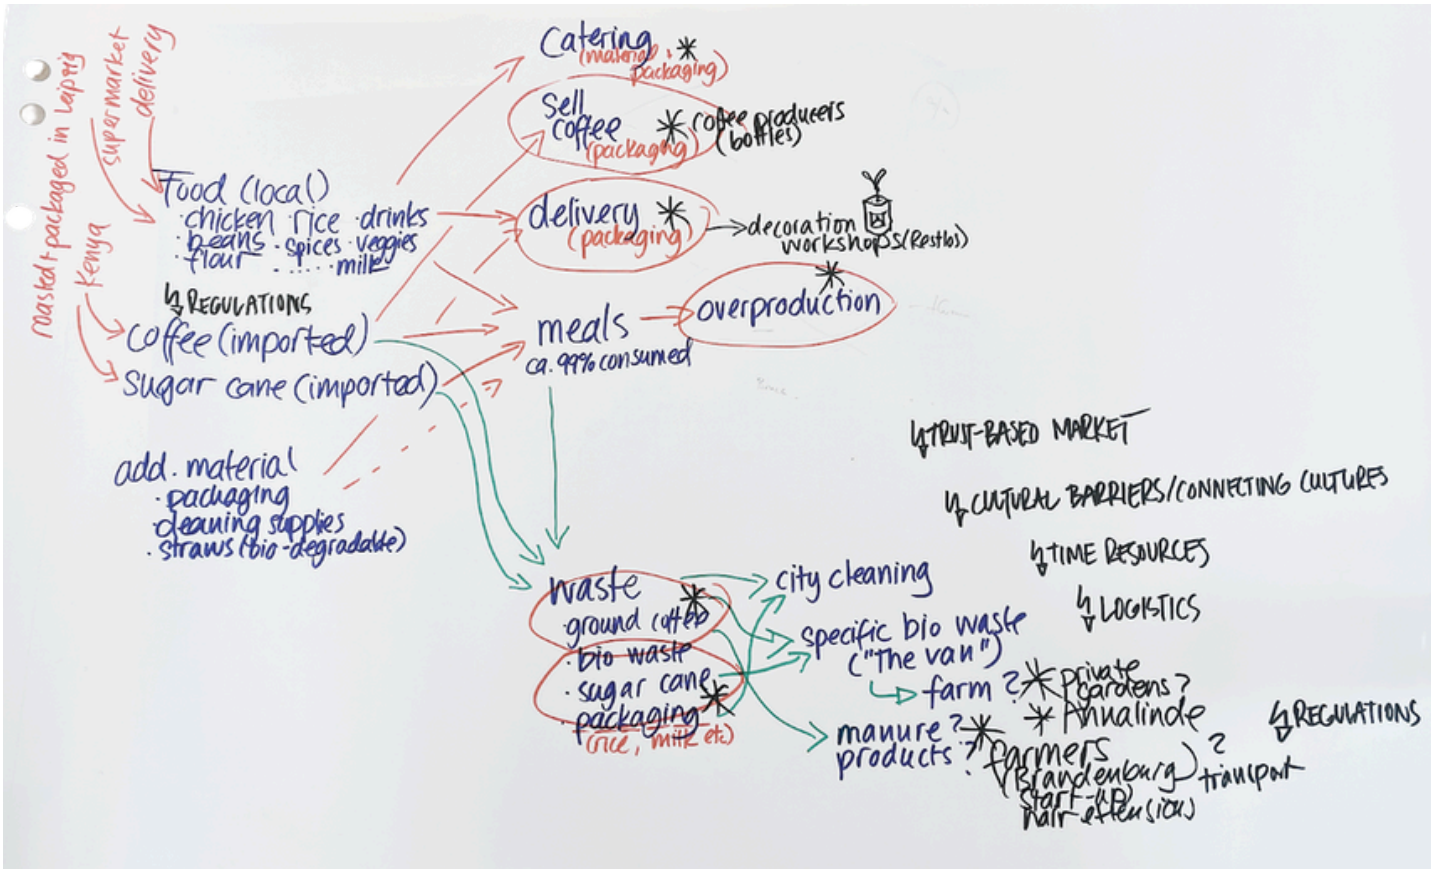 roasted + packaged in Leipzig
supermarket
delivery
Kenya
Food (local)
· chicken · rice · drinks
· beans · spices · veggies
· flour · ..... · milk
↯ REGULATIONS
coffee (imported)
sugar cane (imported)
add. material
· packaging
· cleaning supplies
· straws (bio-degradable)
Catering
(material + packaging)
sell
coffee
(packaging)
coffee producers
(bottles)
delivery
(packaging)
decoration
workshops (Restlos)
overproduction
meals
ca. 99% consumed
waste
· ground coffee
· bio waste
· sugar cane
· packaging
(rice, milk etc)
city cleaning
specific bio waste
("The van")
farm ?
private
gardens ?
Annalinde
manure ?
products ?
farmers
(Brandenburg)
(start-up)
hair extensions
?
transport
↯ TRUST-BASED MARKET
↯ CULTURAL BARRIERS/CONNECTING CULTURES
↯ TIME RESOURCES
↯ LOGISTICS
↯ REGULATIONS